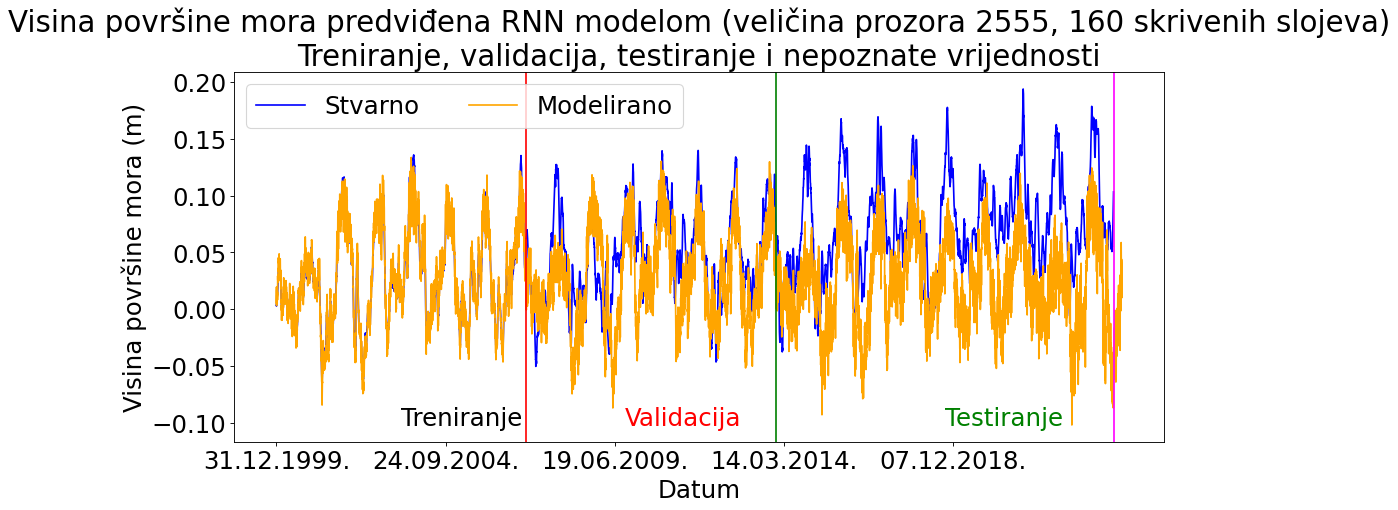 Visina površine mora predviđena RNN modelom (veličina prozora 2555, 160 skrivenih slojeva)
Treniranje, validacija, testiranje i nepoznate vrijednosti
Stvarno
Modelirano
Visina površine mora (m)
0.20
0.15
0.10
0.05
0.00
−0.05
−0.10
Treniranje
Validacija
Testiranje
31.12.1999.
24.09.2004.
19.06.2009.
14.03.2014.
07.12.2018.
Datum